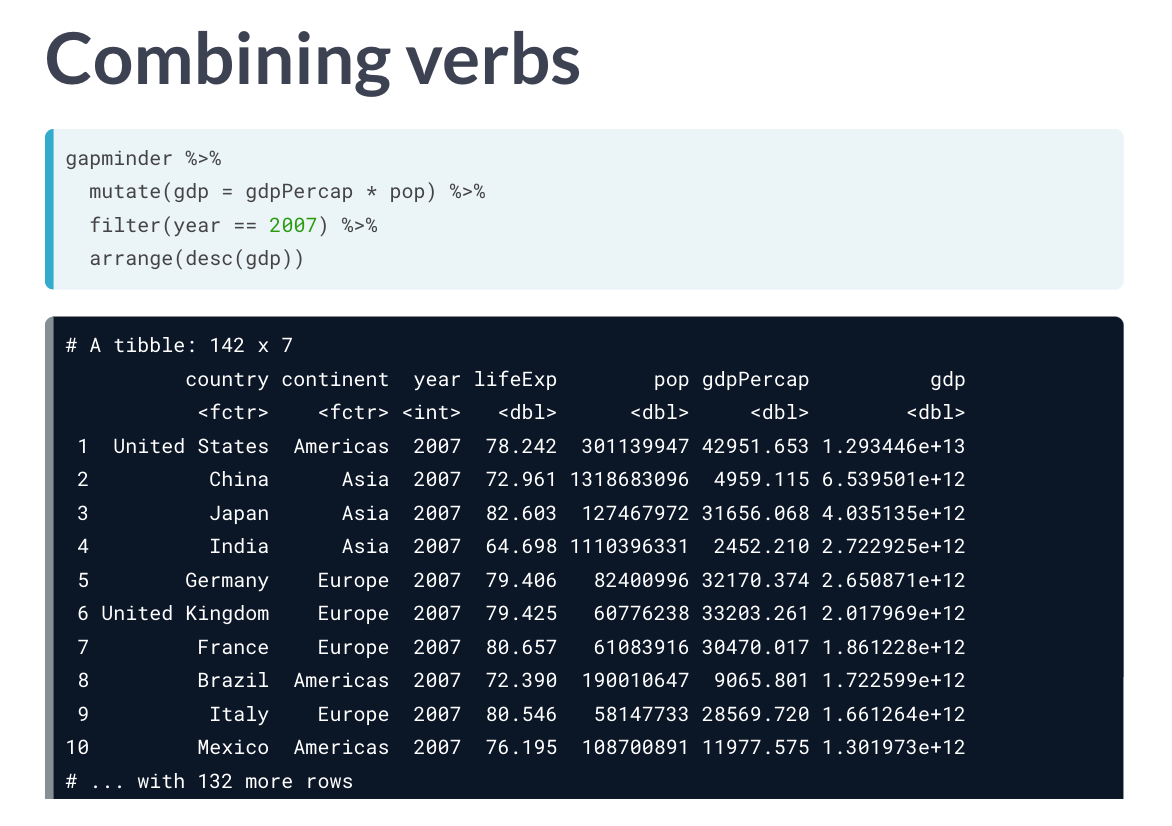 Combining verbs
gapminder %>%
  mutate(gdp = gdpPercap * pop) %>%
  filter(year == 2007) %>%
  arrange(desc(gdp))
# A tibble: 142 x 7
          country continent  year lifeExp        pop gdpPercap          gdp
           <fctr>    <fctr> <int>   <dbl>      <dbl>     <dbl>        <dbl>
 1  United States  Americas  2007  78.242  301139947 42951.653 1.293446e+13
 2          China      Asia  2007  72.961 1318683096  4959.115 6.539501e+12
 3          Japan      Asia  2007  82.603  127467972 31656.068 4.035135e+12
 4          India      Asia  2007  64.698 1110396331  2452.210 2.722925e+12
 5        Germany    Europe  2007  79.406   82400996 32170.374 2.650871e+12
 6 United Kingdom    Europe  2007  79.425   60776238 33203.261 2.017969e+12
 7         France    Europe  2007  80.657   61083916 30470.017 1.861228e+12
 8         Brazil  Americas  2007  72.390  190010647  9065.801 1.722599e+12
 9          Italy    Europe  2007  80.546   58147733 28569.720 1.661264e+12
10         Mexico  Americas  2007  76.195  108700891 11977.575 1.301973e+12
# ... with 132 more rows